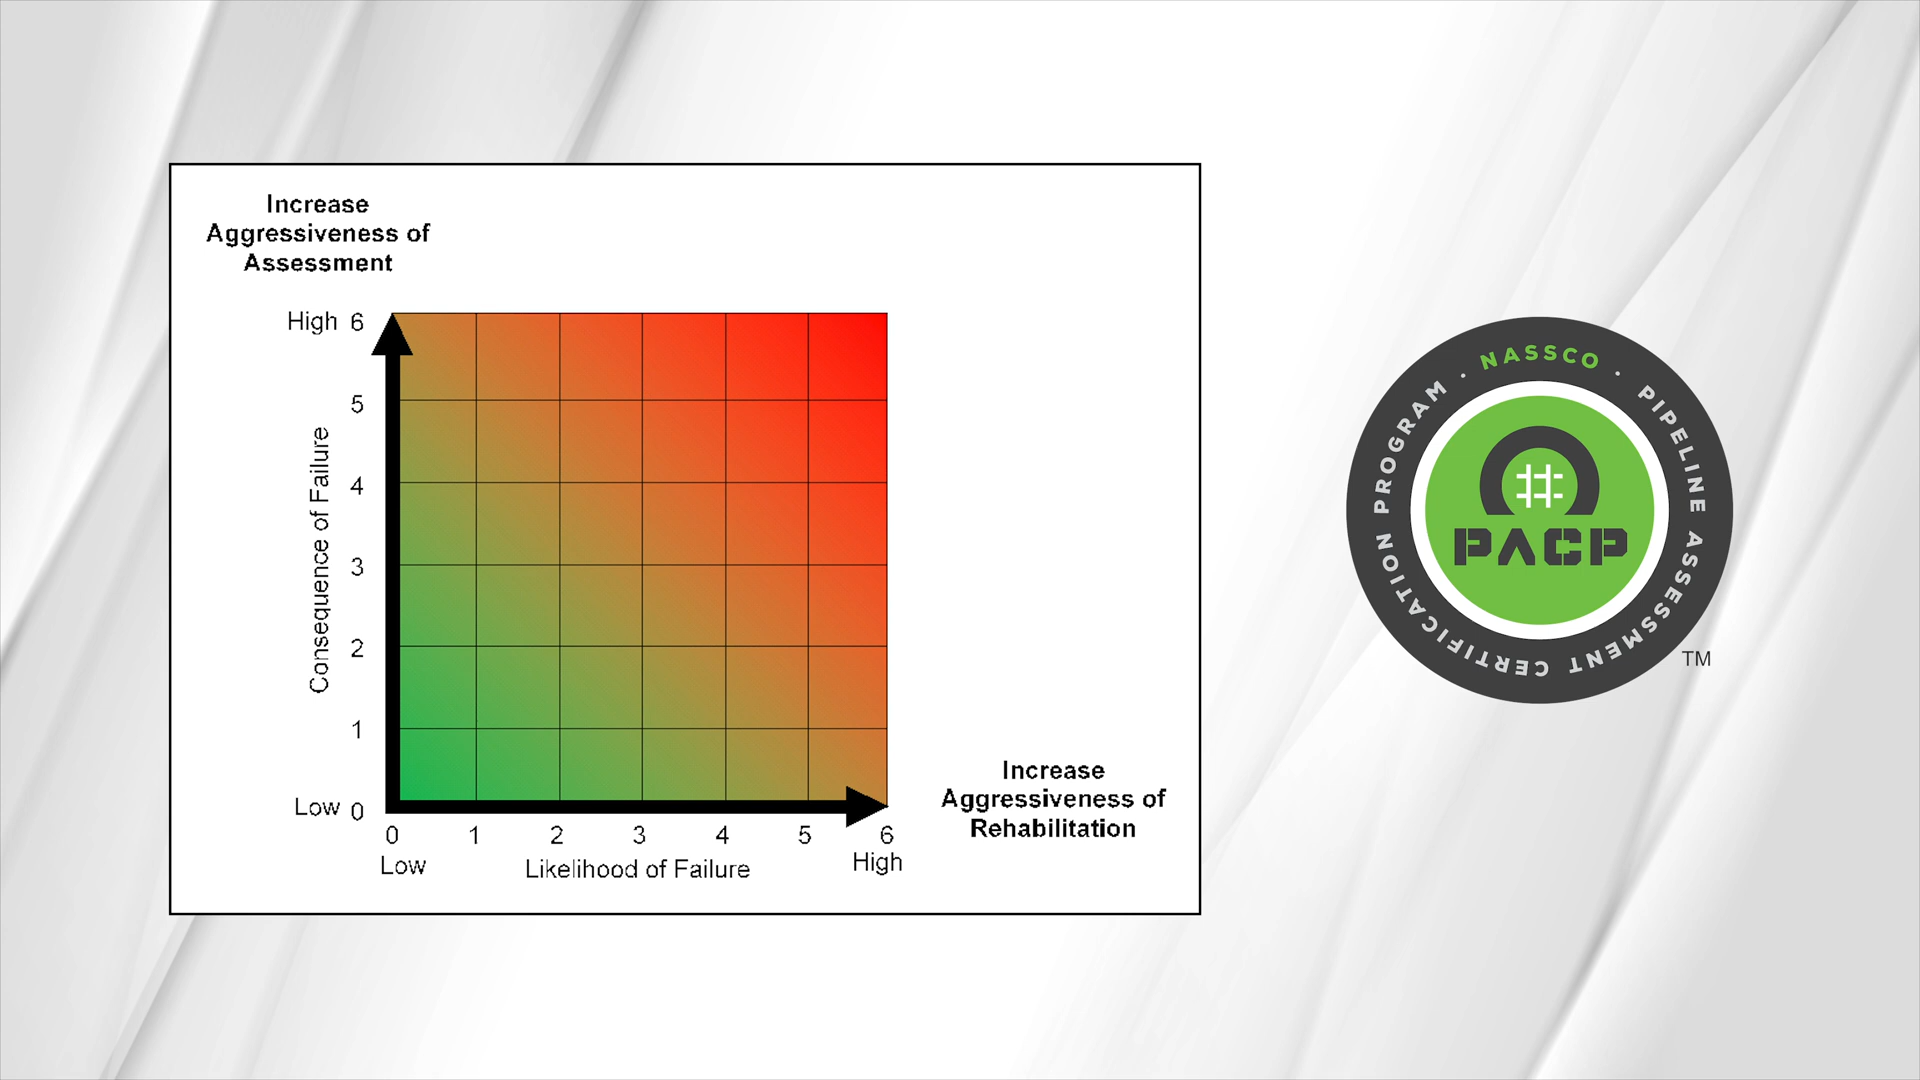 Increase
Aggressiveness of
Assessment
High 6
5
4
3
2
1
Low 0
Consequence of Failure
0 1 2 3 4 5 6
Low Likelihood of Failure High
Increase
Aggressiveness of
Rehabilitation
NASSCO · PIPELINE ASSESSMENT CERTIFICATION PROGRAM ·
PACP
TM